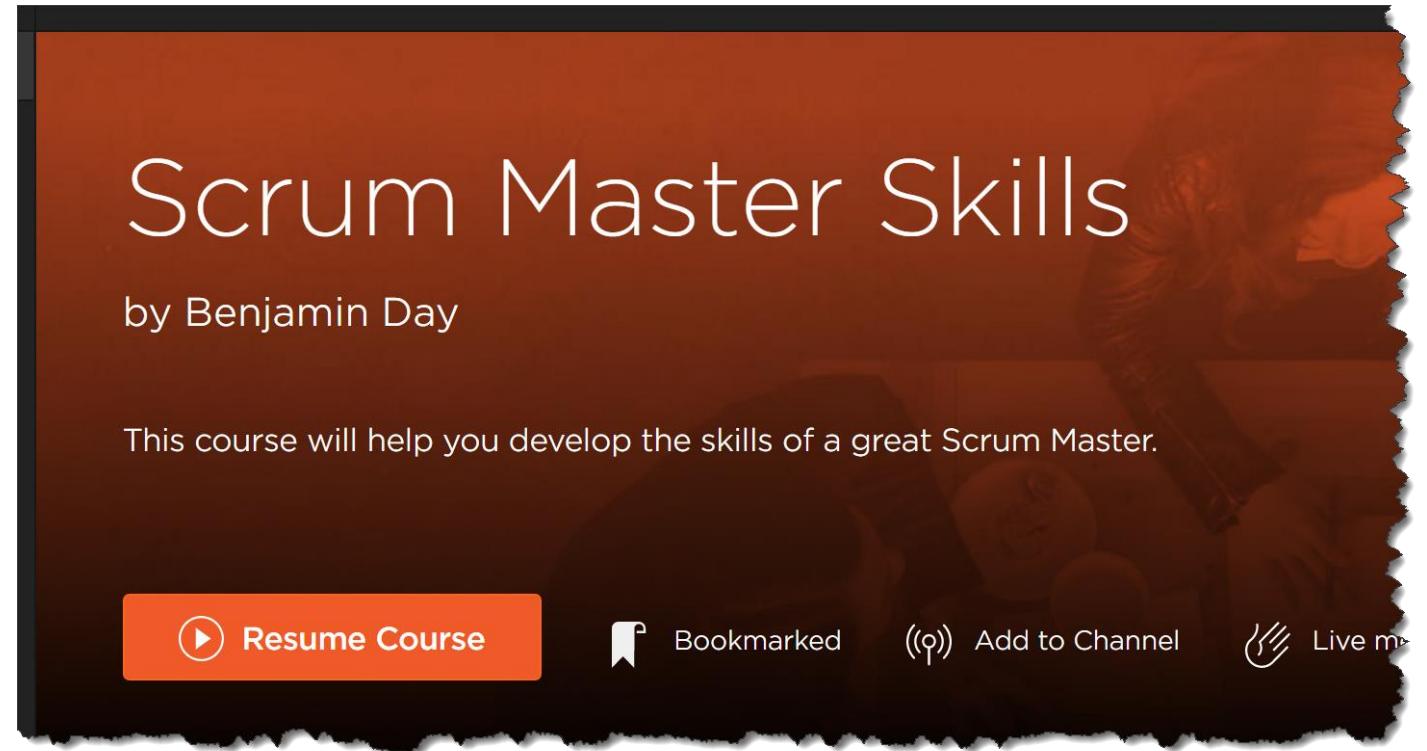 Scrum Master Skills
by Benjamin Day
This course will help you develop the skills of a great Scrum Master.
Resume Course Bookmarked Add to Channel Live